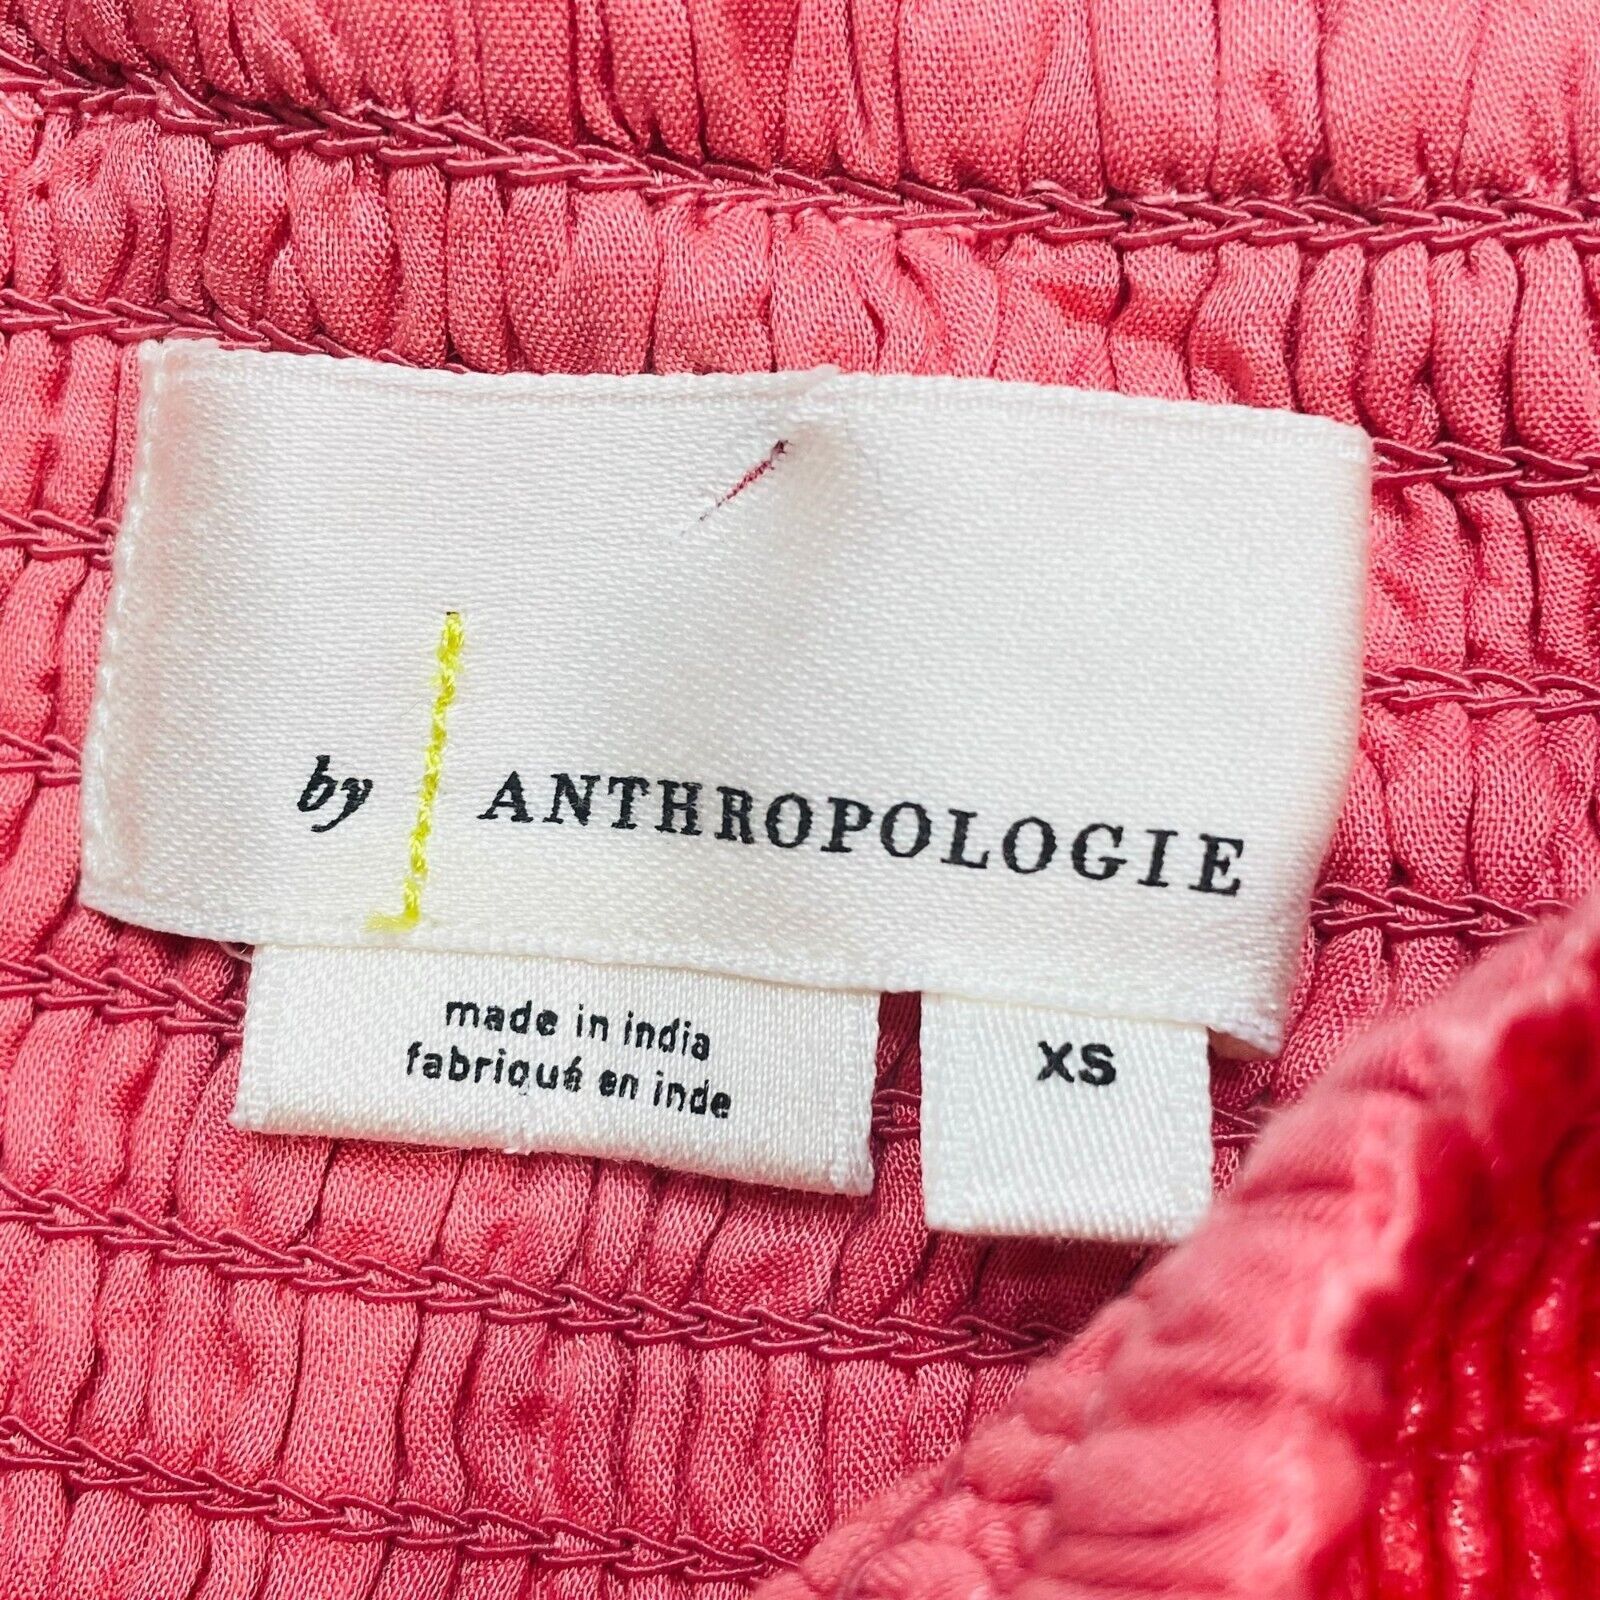 by ANTHROPOLOGIE
made in india
fabriqué en inde
XS